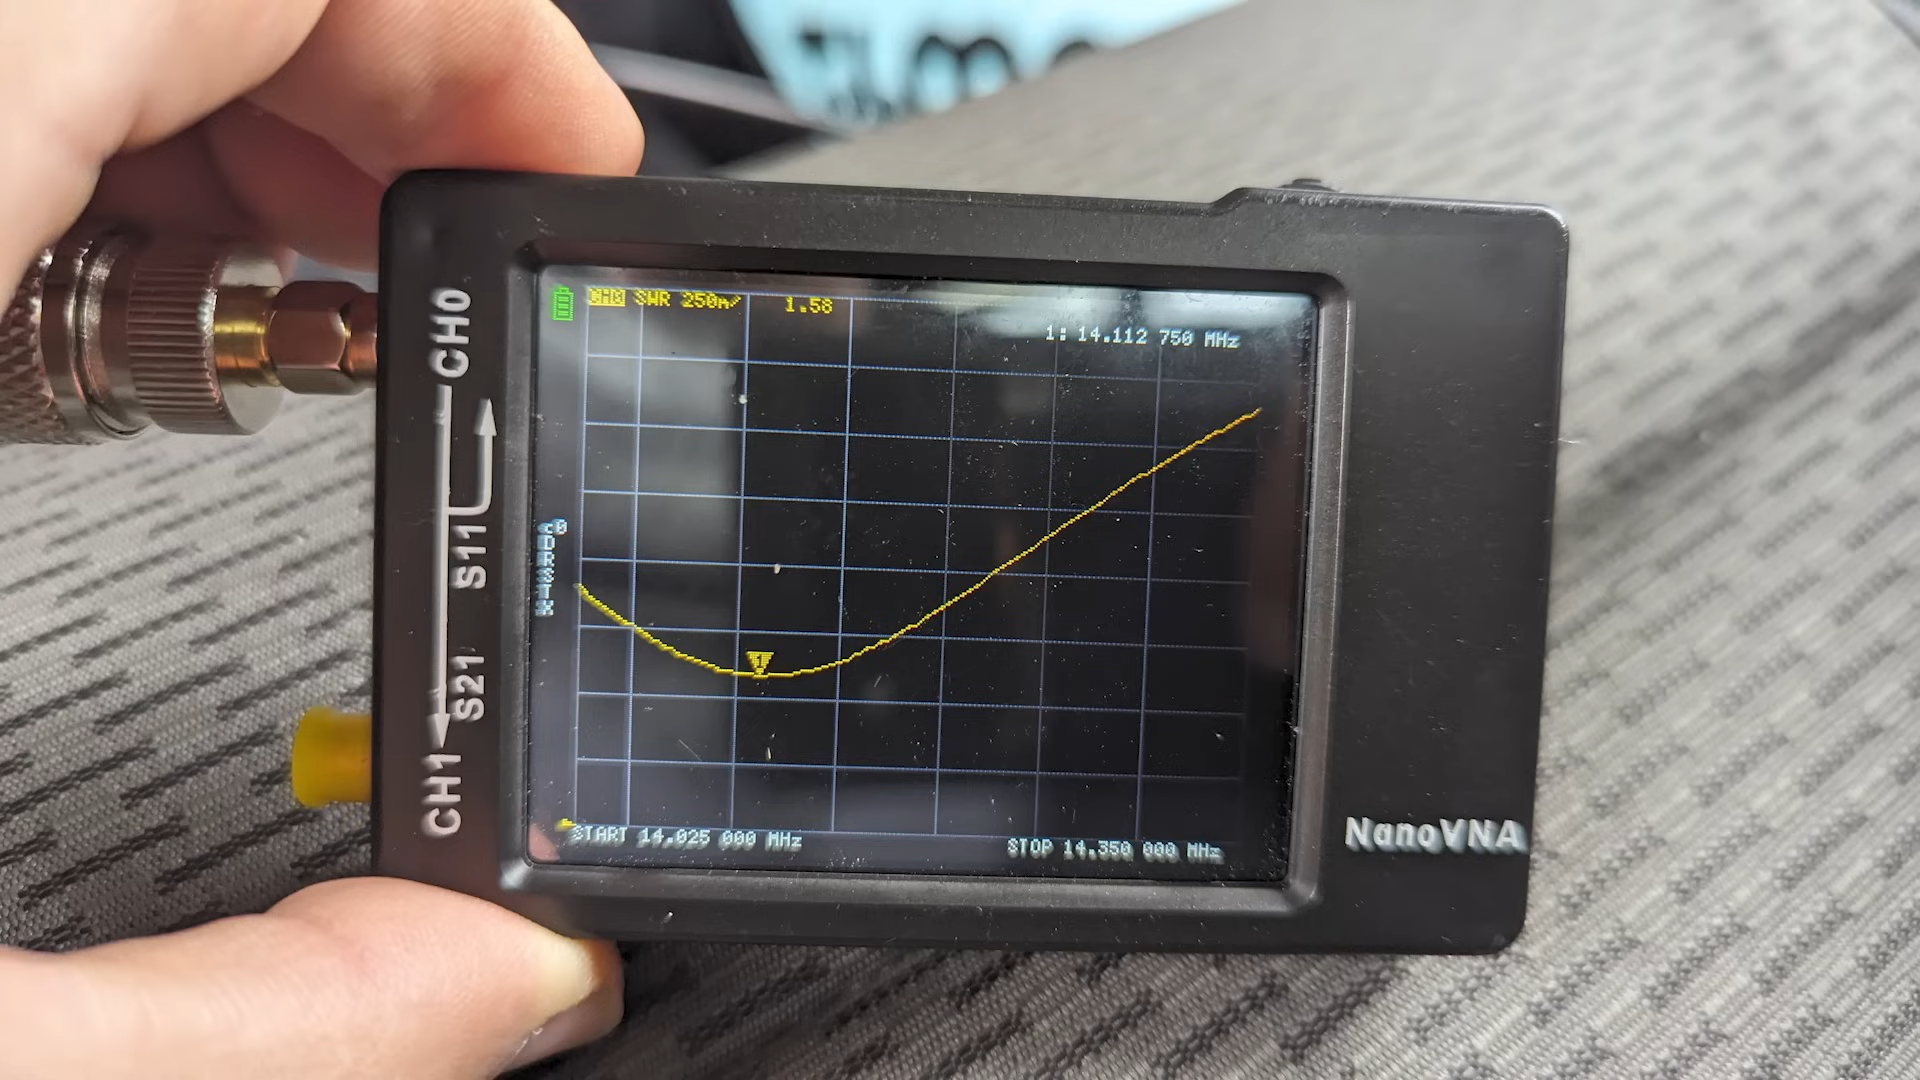 CH0 SWR 250m/ 1.58
1: 14.112 750 MHz
CH0
S11
S21
CH1
START 14.025 000 MHz
STOP 14.350 000 MHz
NanoVNA